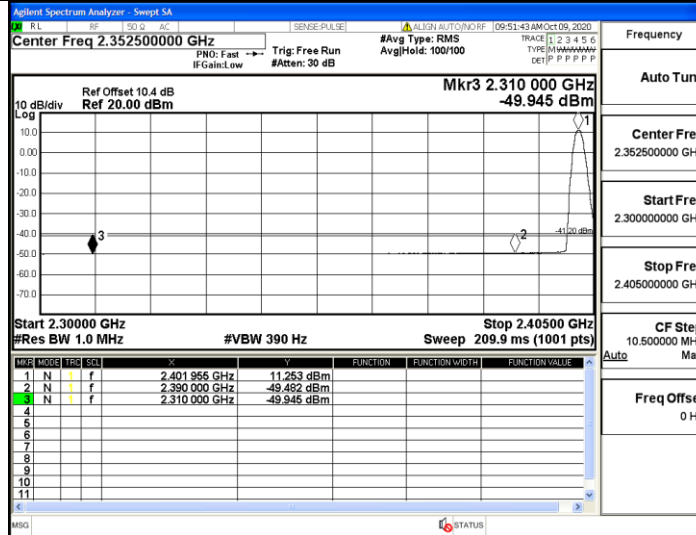 Agilent Spectrum Analyzer - Swept SA
RL RF 50 Ω AC SENSE:PULSE ALIGN AUTO/NO RF 09:51:43 AM Oct 09, 2020
Center Freq 2.352500000 GHz
PNO: Fast
IFGain:Low
Trig: Free Run
#Atten: 30 dB
#Avg Type: RMS
Avg|Hold: 100/100
TRACE 1 2 3 4 5 6
TYPE M W W W W W
DET P P P P P P
Ref Offset 10.4 dB
10 dB/div Ref 20.00 dBm
Log
Mkr3 2.310 000 GHz
-49.945 dBm
10.0
0.00
-10.0
-20.0
-30.0
-40.0
-50.0
-60.0
-70.0
1
2
3
-41.20 dBm
Start 2.30000 GHz Stop 2.40500 GHz
#Res BW 1.0 MHz #VBW 390 Hz Sweep 209.9 ms (1001 pts)
MKR MODE TRC SCL X Y FUNCTION FUNCTION WIDTH FUNCTION VALUE
1 N 1 f 2.401 955 GHz 11.253 dBm
2 N 1 f 2.390 000 GHz -49.482 dBm
3 N 1 f 2.310 000 GHz -49.945 dBm
4
5
6
7
8
9
10
11
MSG STATUS
Frequency
Auto Tun
Center Fre
2.352500000 GH
Start Fre
2.300000000 GH
Stop Fre
2.405000000 GH
CF Step
10.500000 MH
Auto Ma
Freq Offse
0 H